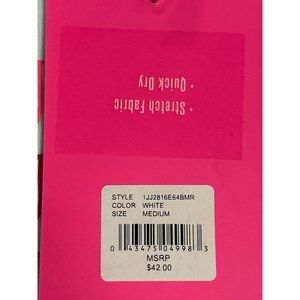 • Stretch Fabric
• Quick Dry
STYLE 1JJ2816E64BMR
COLOR WHITE
SIZE MEDIUM
0 43475 04998 3
MSRP
$42.00